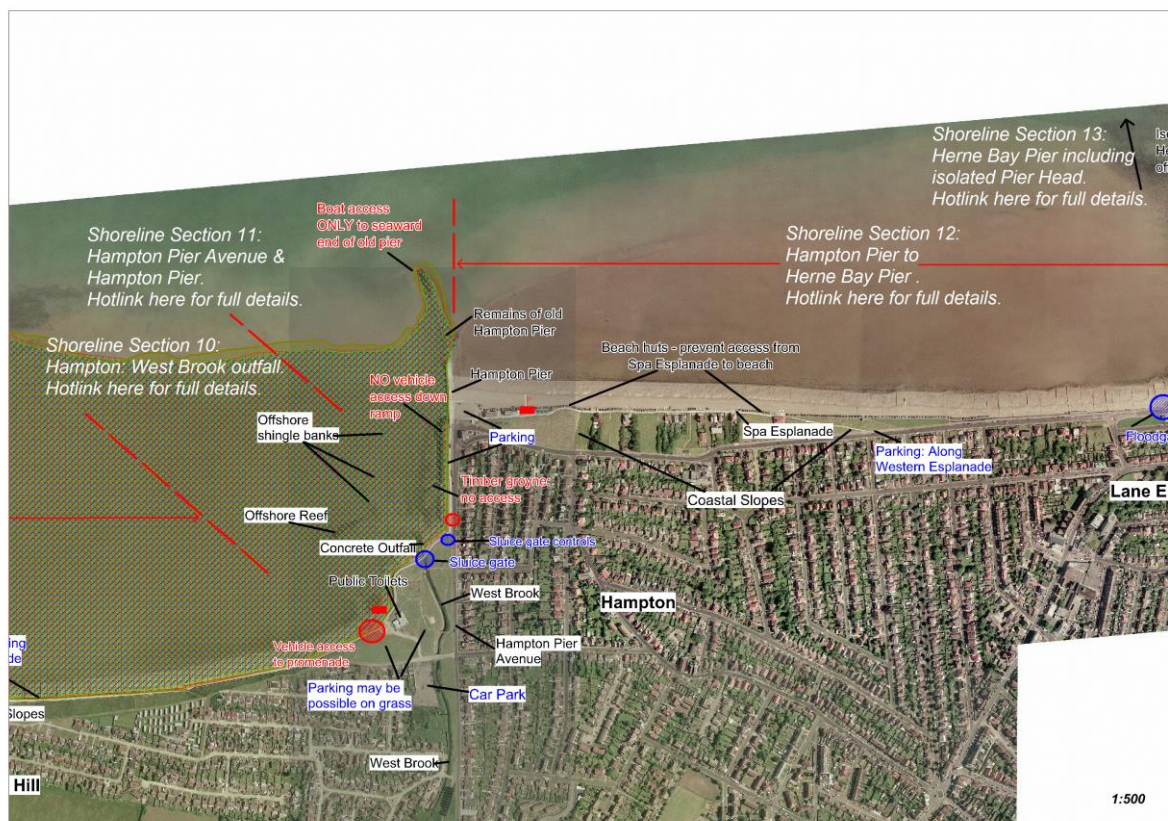 Shoreline Section 13:
Herne Bay Pier including
isolated Pier Head.
Hotlink here for full details.
Boat access
ONLY to seaward
end of old pier
Shoreline Section 11:
Hampton Pier Avenue &
Hampton Pier.
Hotlink here for full details.
Shoreline Section 12:
Hampton Pier to
Herne Bay Pier .
Hotlink here for full details.
Remains of old
Hampton Pier
Shoreline Section 10:
Hampton: West Brook outfall.
Hotlink here for full details.
Beach huts - prevent access from
Spa Esplanade to beach
Hampton Pier
NO vehicle
access down
ramp
Offshore
shingle banks
Parking
Spa Esplanade
Parking: Along
Western Esplanade
Timber groyne:
no access
Coastal Slopes
Lane E
Offshore Reef
Concrete Outfall
Sluice gate controls
Sluice gate
Public Toilets
West Brook
Hampton
Hampton Pier
Avenue
Vehicle access
to promenade
Parking may be
possible on grass
Car Park
West Brook
Hill
1:500